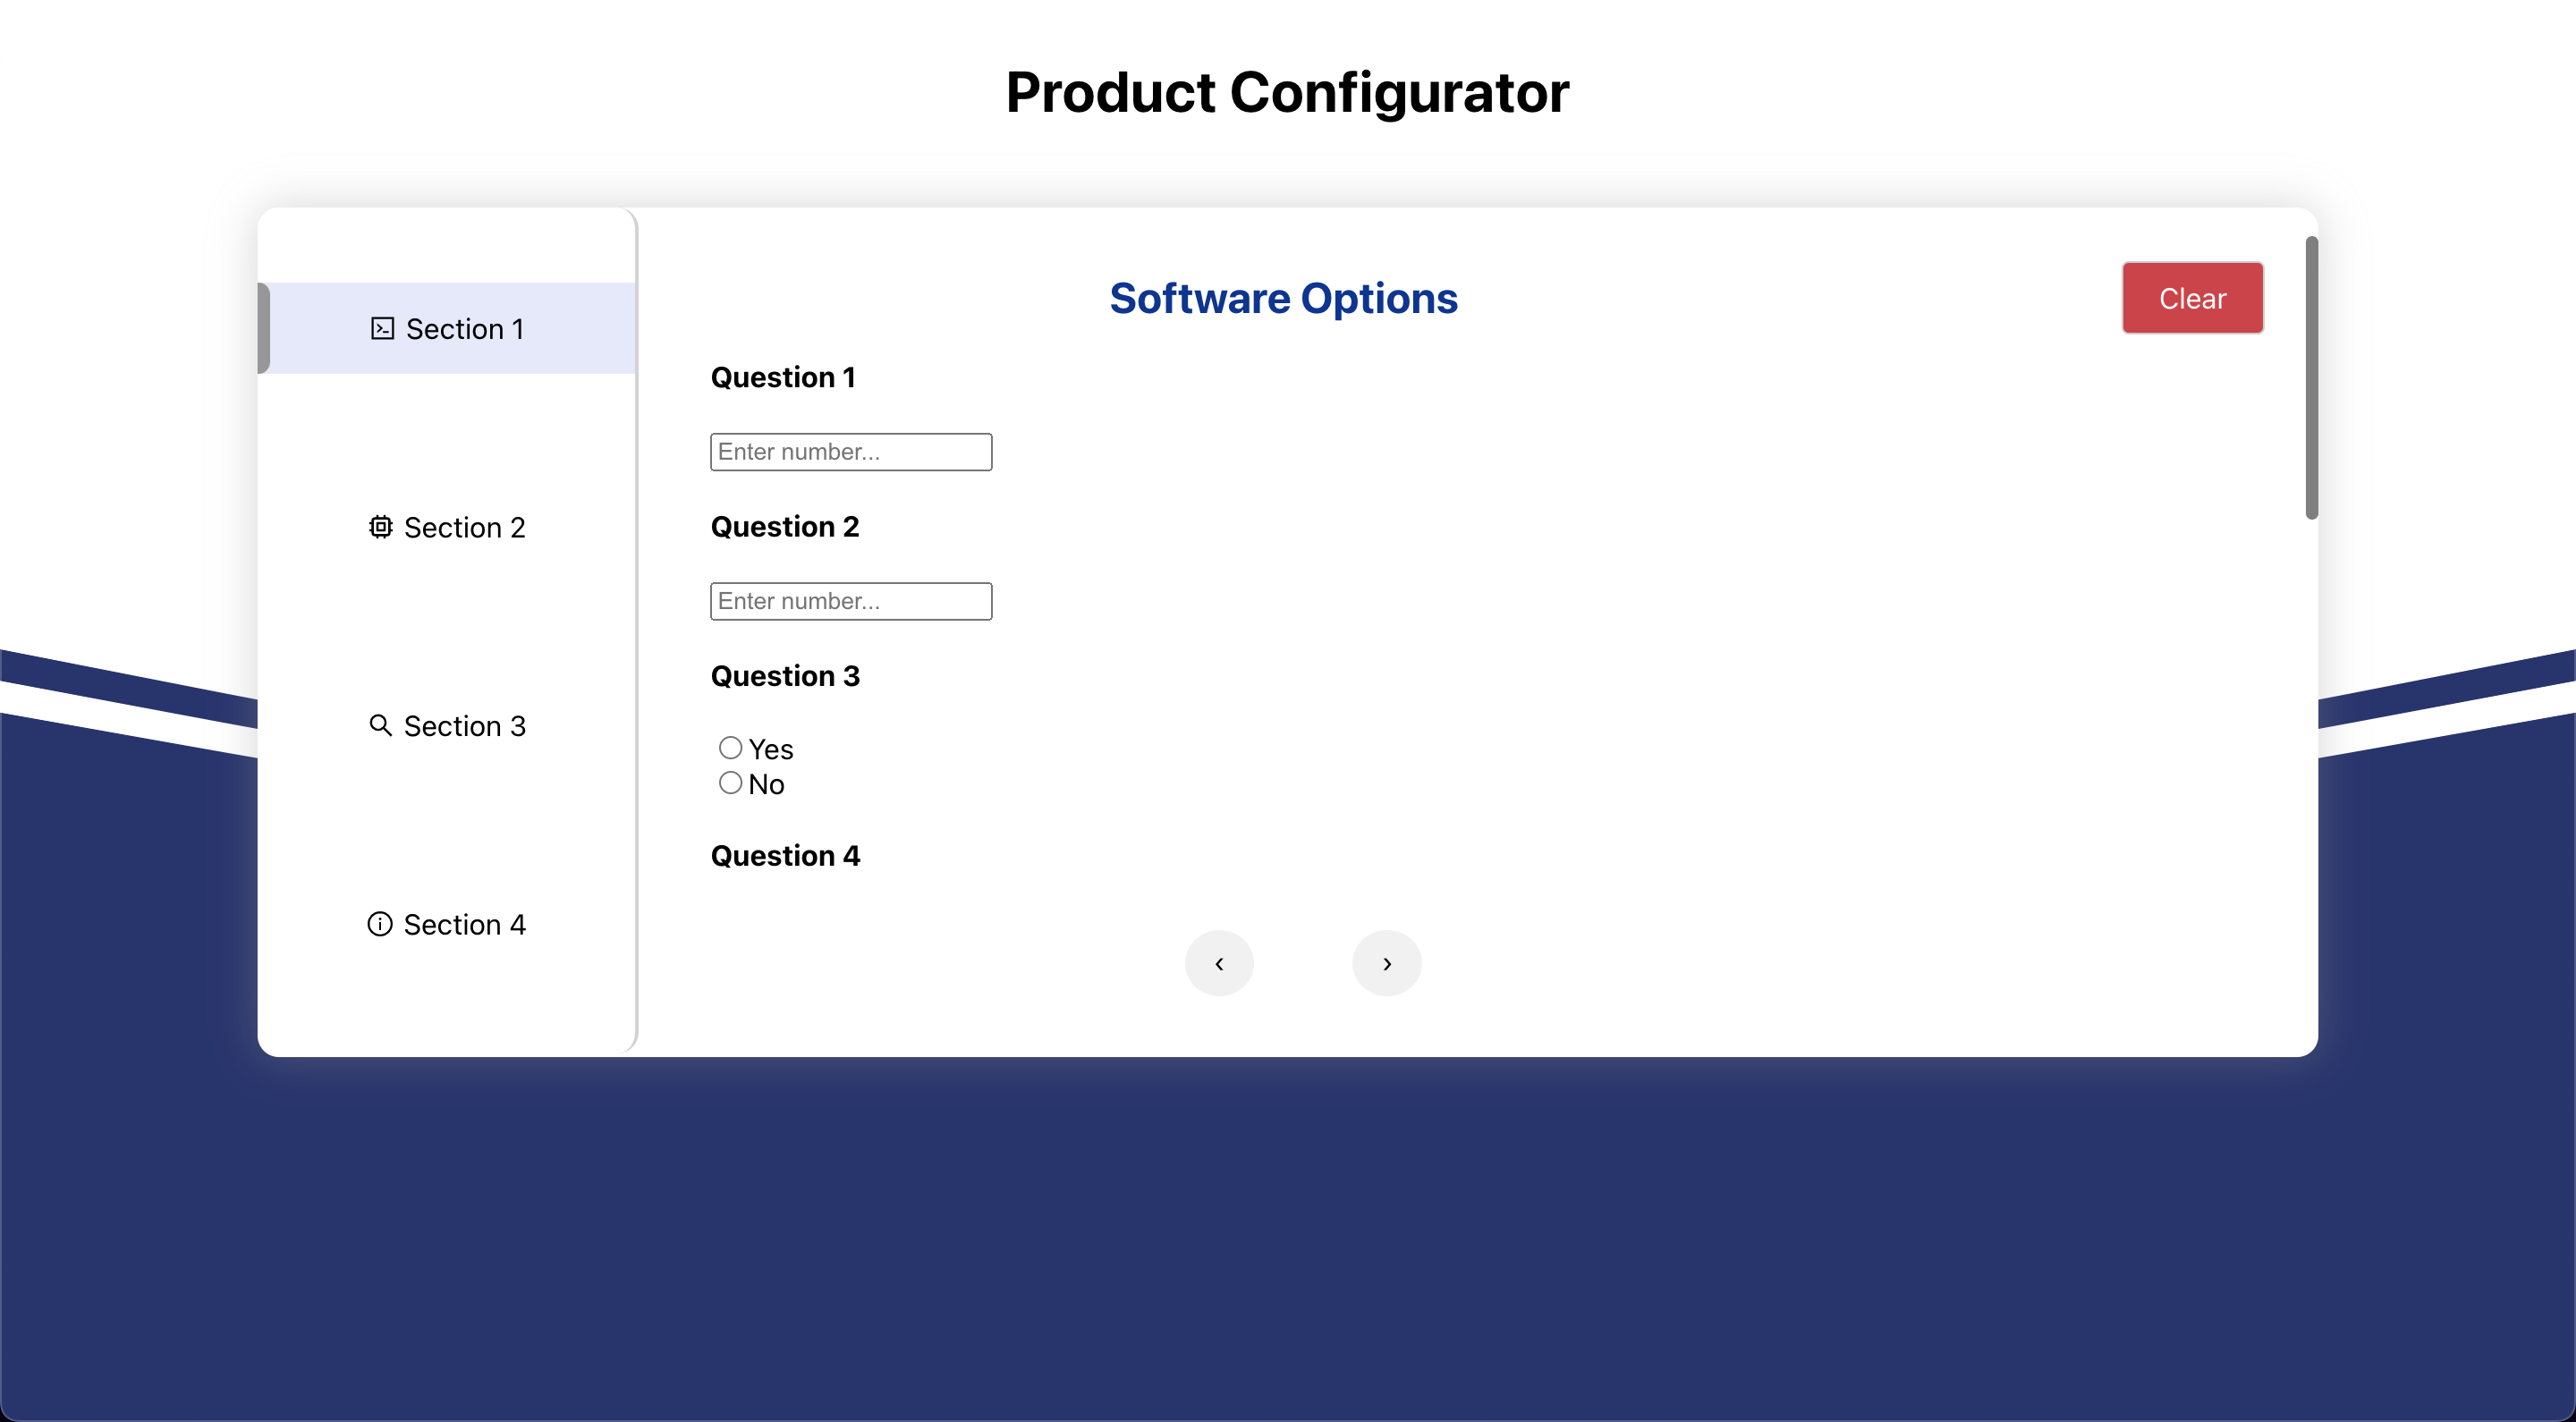 Product Configurator
Section 1
Section 2
Section 3
Section 4
Software Options
Clear
Question 1
Enter number...
Question 2
Enter number...
Question 3
Yes
No
Question 4
‹ ›